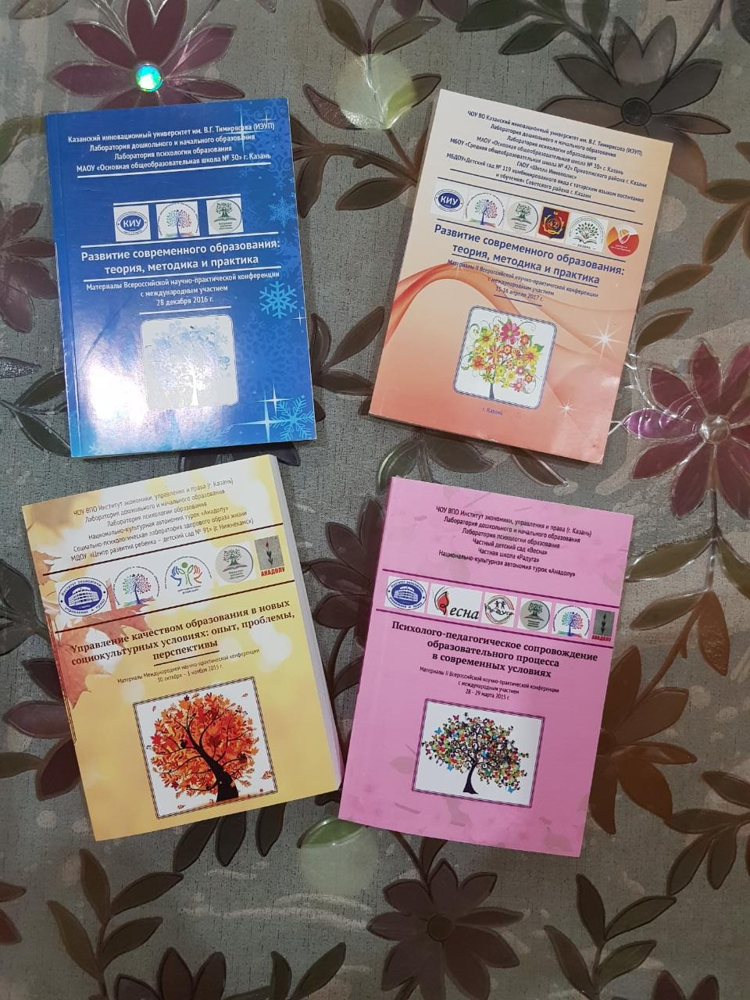 Казанский инновационный университет им. В.Г. Тимирясова (ИЭУП)
Лаборатория дошкольного и начального образования
Лаборатория психологии образования
МАОУ «Основная общеобразовательная школа № 30» г. Казань
КИУ
Развитие современного образования:
теория, методика и практика
Материалы Всероссийской научно-практической конференции
с международным участием
28 декабря 2016 г.
ЧОУ ВО Казанский инновационный университет им. В.Г. Тимирясова (ИЭУП)
Лаборатория дошкольного и начального образования
Лаборатория психологии образования
МАОУ «Основная общеобразовательная школа № 30» г. Казань
МБОУ «Средняя общеобразовательная школа № 42» Приволжского района г. Казани
ГАОУ «Школа Иннополис»
МБДОУ«Детский сад № 119 комбинированного вида с татарским языком воспитания
и обучения» Советского района г. Казани
КИУ
42
Развитие современного образования:
теория, методика и практика
Материалы II Всероссийской научно-практической конференции
с международным участием
15-16 апреля 2017 г.
г. Казань
ЧОУ ВПО Институт экономики, управления и права (г. Казань)
Лаборатория дошкольного и начального образования
Лаборатория психологии образования
Национально-культурная автономия турок «Анадолу»
Социально-психологическая лаборатория здорового образа жизни
МДОУ «Центр развития ребенка – детский сад № 91» (г. Нижнекамск)
АНАДОЛУ
Управление качеством образования в новых
социокультурных условиях: опыт, проблемы,
перспективы
Материалы Международной научно-практической конференции
30 октября - 3 ноября 2015 г.
ЧОУ ВПО Институт экономики, управления и права (г. Казань)
Лаборатория дошкольного и начального образования
Лаборатория психологии образования
Частный детский сад «Весна»
Частная школа «Радуга»
Национально-культурная автономия турок «Анадолу»
Весна
АНАДОЛУ
Психолого-педагогическое сопровождение
образовательного процесса
в современных условиях
Материалы II Всероссийской научно-практической конференции
с международным участием
28 - 29 марта 2015 г.